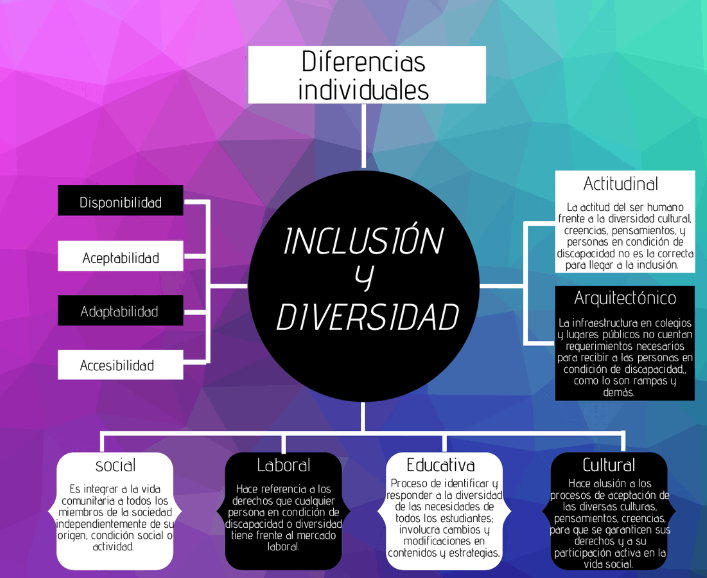 Diferencias
individuales
Disponibilidad
Aceptabilidad
Adaptabilidad
Accesibilidad
INCLUSIÓN
y
DIVERSIDAD
Actitudinal
La actitud del ser humano
frente a la diversidad cultural,
creencias, pensamientos, y
personas en condición de
discapacidad no es la correcta
para llegar a la inclusión.
Arquitectónico
La infraestructura en colegios
y lugares públicos no cuentan
requerimientos necesarios
para recibir a las personas en
condición de discapacidad,,
como lo son rampas y
demás.
social
Es integrar a la vida
comunitaria a todos los
miembros de la sociedad
independientemente de su
origen, condición social o
actividad.
Laboral
Hace referencia a los
derechos que cualquier
persona en condición de
discapacidad o diversidad
tiene frente al mercado
laboral.
Educativa
Proceso de identificar y
responder a la diversidad
de las necesidades de
todos los estudiantes;
involucra cambios y
modificaciones en
contenidos y estrategias.
Cultural
Hace alusión a los
procesos de aceptación de
las diversas culturas,
pensamientos, creencias,
para que se garanticen sus
derechos y a su
participación activa en la
vida social.